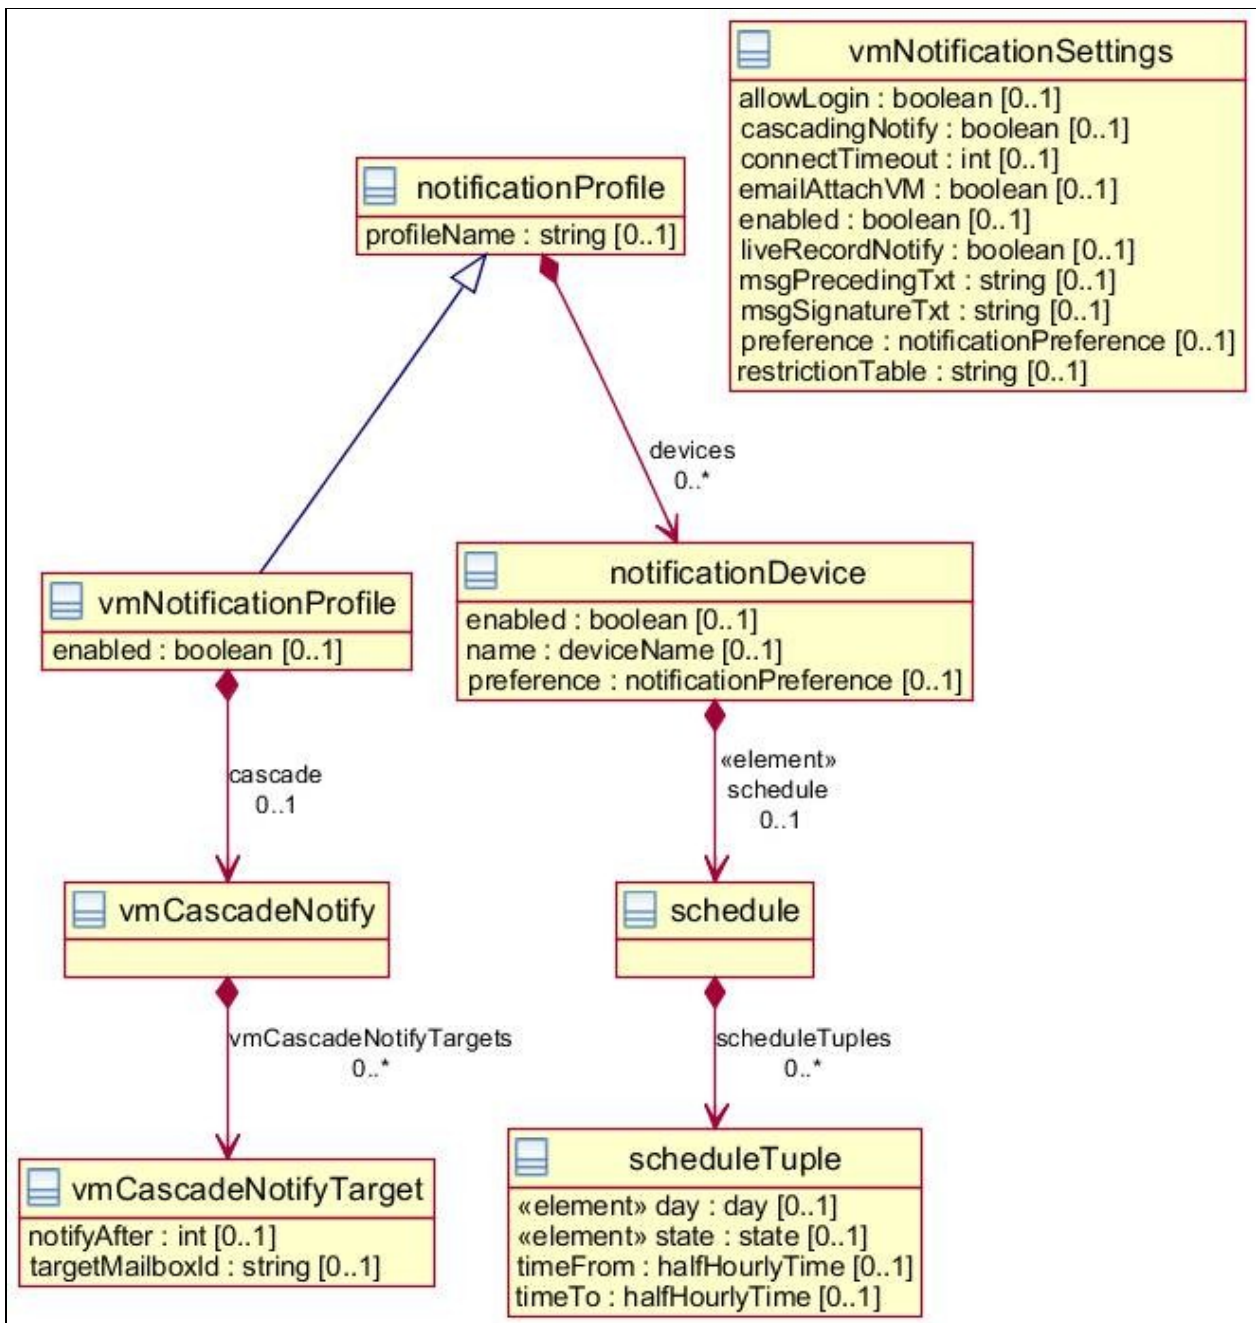 vmNotificationSettings
allowLogin : boolean [0..1]
cascadingNotify : boolean [0..1]
connectTimeout : int [0..1]
emailAttachVM : boolean [0..1]
enabled : boolean [0..1]
liveRecordNotify : boolean [0..1]
msgPrecedingTxt : string [0..1]
msgSignatureTxt : string [0..1]
preference : notificationPreference [0..1]
restrictionTable : string [0..1]
notificationProfile
profileName : string [0..1]
devices
0..*
vmNotificationProfile
enabled : boolean [0..1]
notificationDevice
enabled : boolean [0..1]
name : deviceName [0..1]
preference : notificationPreference [0..1]
cascade
0..1
«element»
schedule
0..1
vmCascadeNotify
schedule
vmCascadeNotifyTargets
0..*
scheduleTuples
0..*
vmCascadeNotifyTarget
notifyAfter : int [0..1]
targetMailboxId : string [0..1]
scheduleTuple
«element» day : day [0..1]
«element» state : state [0..1]
timeFrom : halfHourlyTime [0..1]
timeTo : halfHourlyTime [0..1]